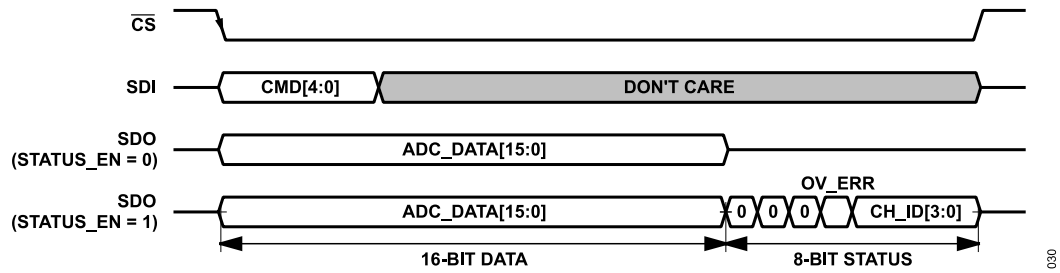 CS
SDI
CMD[4:0]
DON'T CARE
SDO
(STATUS_EN = 0)
ADC_DATA[15:0]
OV_ERR
SDO
(STATUS_EN = 1)
ADC_DATA[15:0]
0
0
0
CH_ID[3:0]
16-BIT DATA
8-BIT STATUS
030